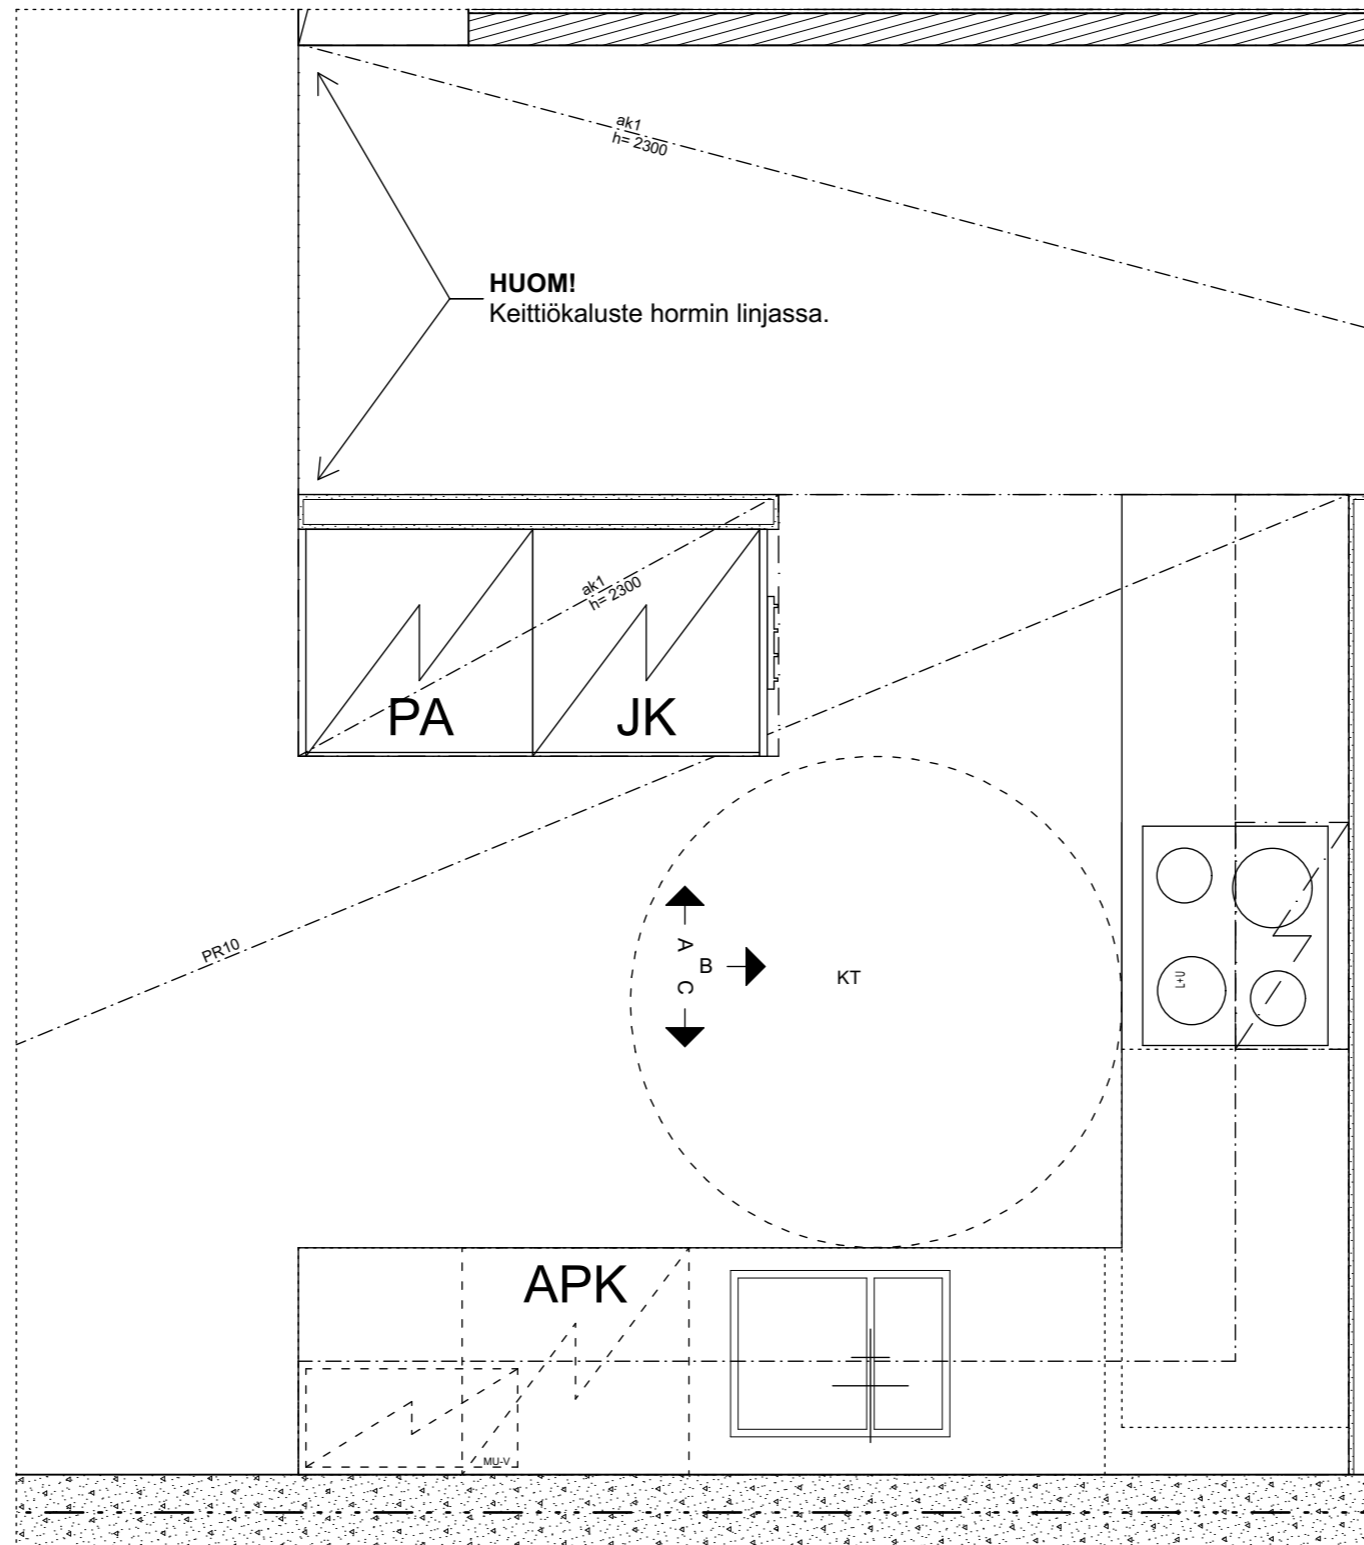 ak1
h= 2300
HUOM!
Keittiökaluste hormin linjassa.
ak1
h= 2300
PA
JK
PR10
A
B
C
KT
L+U
APK
MU-V